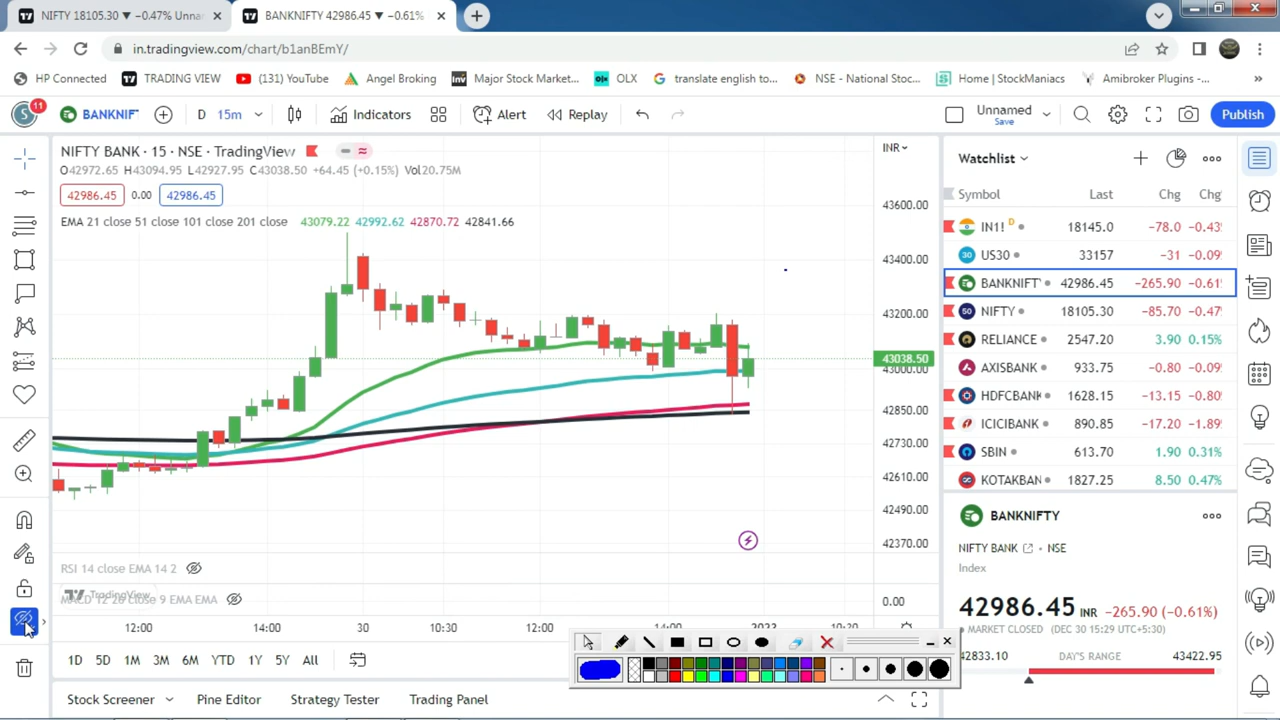 NIFTY 18105.30 ▼ −0.47% Unnar
BANKNIFTY 42986.45 ▼ −0.61%
in.tradingview.com/chart/b1anBEmY/
HP Connected
TRADING VIEW
(131) YouTube
Angel Broking
Major Stock Market...
OLX
translate english to...
NSE - National Stoc...
Home | StockManiacs
Amibroker Plugins -...
S 11
BANKNIF
D
15m
Indicators
Alert
Replay
Unnamed
Save
Publish
NIFTY BANK · 15 · NSE · TradingView
O42972.65 H43094.95 L42927.95 C43038.50 +64.45 (+0.15%) Vol20.75M
42986.45 0.00 42986.45
EMA 21 close 51 close 101 close 201 close 43079.22 42992.62 42870.72 42841.66
INR
43600.00
43400.00
43200.00
43038.50
43000.00
42850.00
42730.00
42610.00
42490.00
42370.00
0.00
RSI 14 close EMA 14 2
TradingView
MACD 12 26 close 9 EMA EMA
12:00 14:00 30 10:30 12:00 14:00 2023 10:30
1D 5D 1M 3M 6M YTD 1Y 5Y All
Stock Screener
Pine Editor
Strategy Tester
Trading Panel
Watchlist
Symbol Last Chg Chg
IN1! D 18145.0 −78.0 −0.43
US30 33157 −31 −0.09
BANKNIFT 42986.45 −265.90 −0.61
NIFTY 18105.30 −85.70 −0.47
RELIANCE 2547.20 3.90 0.15%
AXISBANK 933.75 −0.80 −0.09
HDFCBANK 1628.15 −13.15 −0.80
ICICIBANK 890.85 −17.20 −1.89
SBIN 613.70 1.90 0.31%
KOTAKBAN 1827.25 8.50 0.47%
BANKNIFTY
NIFTY BANK • NSE
Index
42986.45 INR −265.90 (−0.61%)
MARKET CLOSED (DEC 30 15:29 UTC+5:30)
42833.10 DAY'S RANGE 43422.95